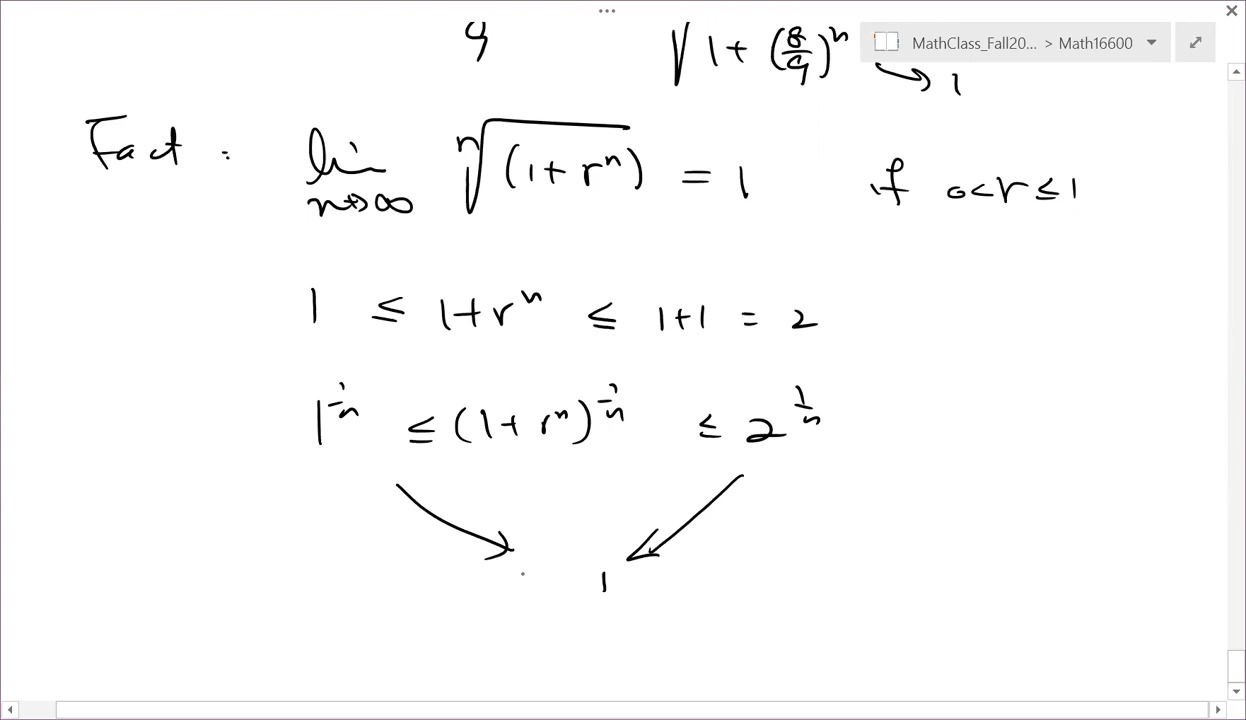 9 √1 + (8/9)ⁿ → 1
MathClass_Fall20... > Math16600
Fact : lim n→∞ ⁿ√(1 + rⁿ) = 1 if 0 < r ≤ 1
1 ≤ 1 + rⁿ ≤ 1 + 1 = 2
1^(1/n) ≤ (1 + rⁿ)^(1/n) ≤ 2^(1/n)
1